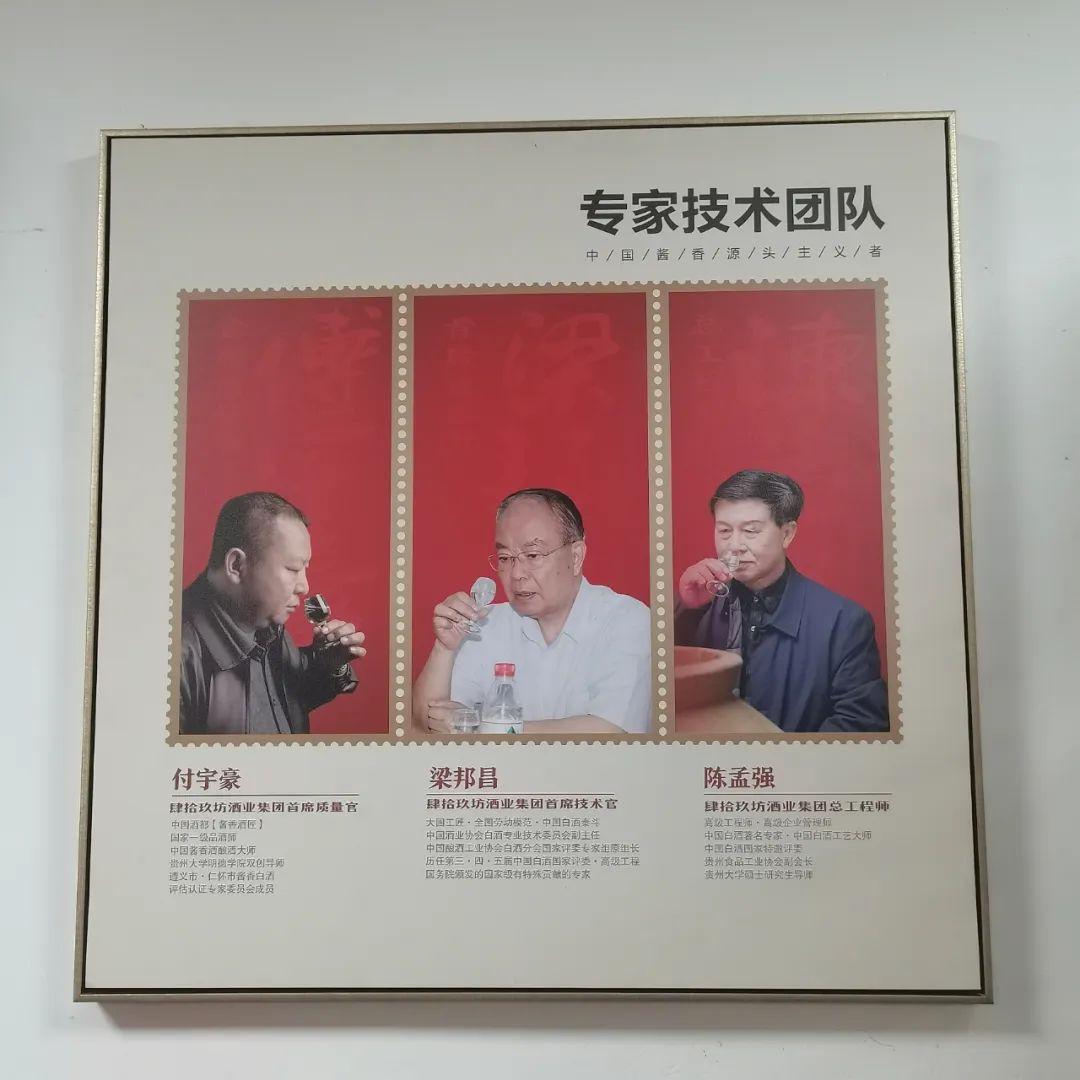 专家技术团队
中/国/酱/香/源/头/主/义/者
付宇豪
肆拾玖坊酒业集团首席质量官
中国酒都【酱香酒匠】
国家一级品酒师
中国酱香酒酿酒大师
贵州大学明德学院双创导师
遵义市·仁怀市酱香白酒
评估认证专家委员会成员
梁邦昌
肆拾玖坊酒业集团首席技术官
大国工匠·全国劳动模范·中国白酒泰斗
中国酒业协会白酒专业技术委员会副主任
中国酿酒工业协会白酒分会国家评委专家组原组长
历任第三·四·五届中国白酒国家评委·高级工程
国务院颁发的国家级有特殊贡献的专家
陈孟强
肆拾玖坊酒业集团总工程师
高级工程师·高级企业管理师
中国白酒著名专家·中国白酒工艺大师
中国白酒国家特邀评委
贵州食品工业协会副会长
贵州大学硕士研究生导师